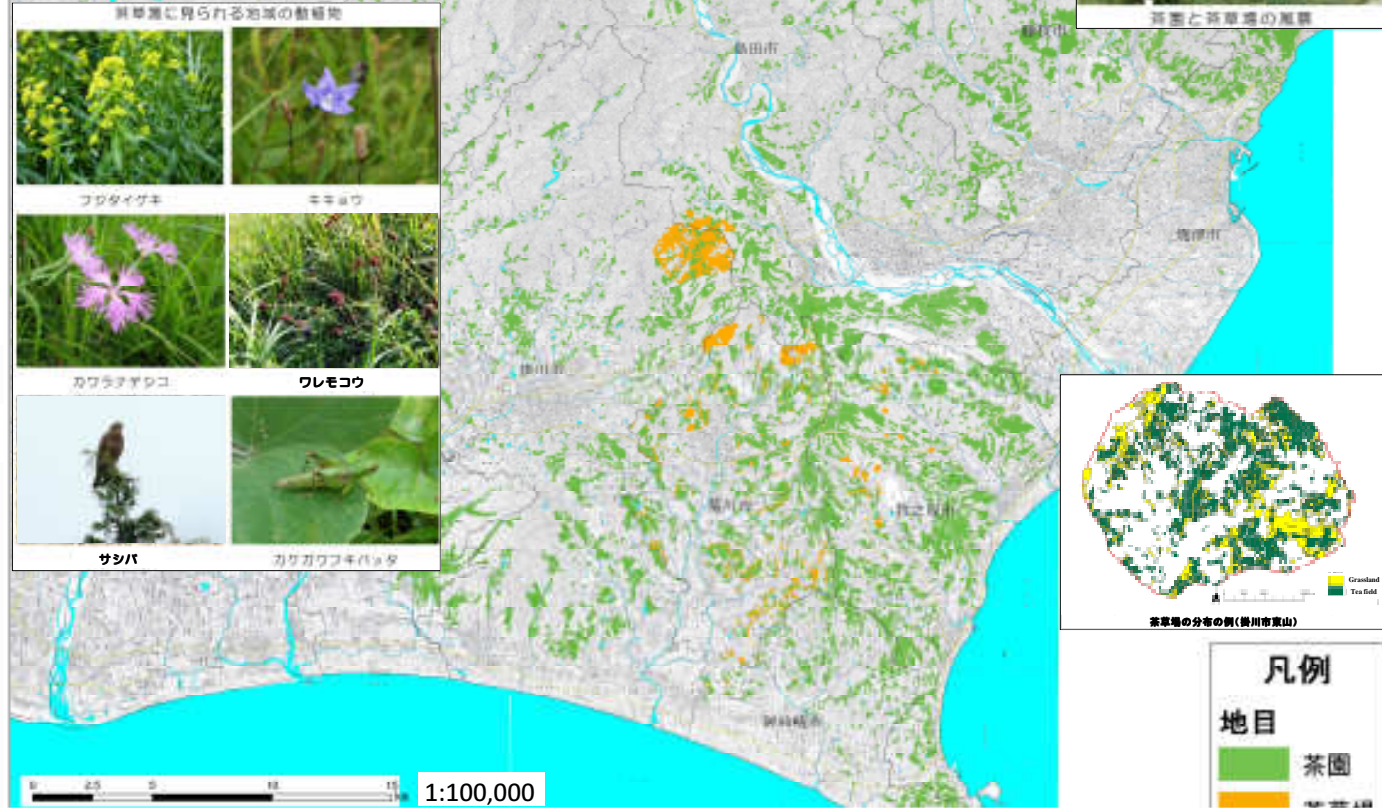 茶草場に見られる地域の動植物
フジタイゲキ
キキョウ
カワラナデシコ
ワレモコウ
サシバ
カケガワフキバッタ
茶園と茶草場の風景
島田市
藤枝市
焼津市
掛川市
菊川市
牧之原市
御前崎市
Grassland
Tea field
茶草場の分布の例(掛川市東山)
凡例
地目
茶園
茶草場
0 2.5 5 10 15
1:100,000